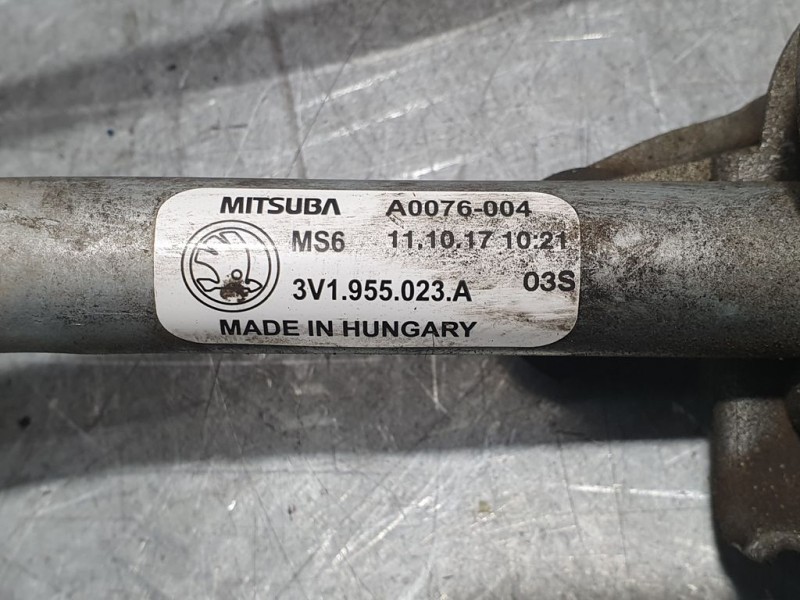 MITSUBA A0076-004
MS6 11.10.17 10:21
3V1.955.023.A 03S
MADE IN HUNGARY